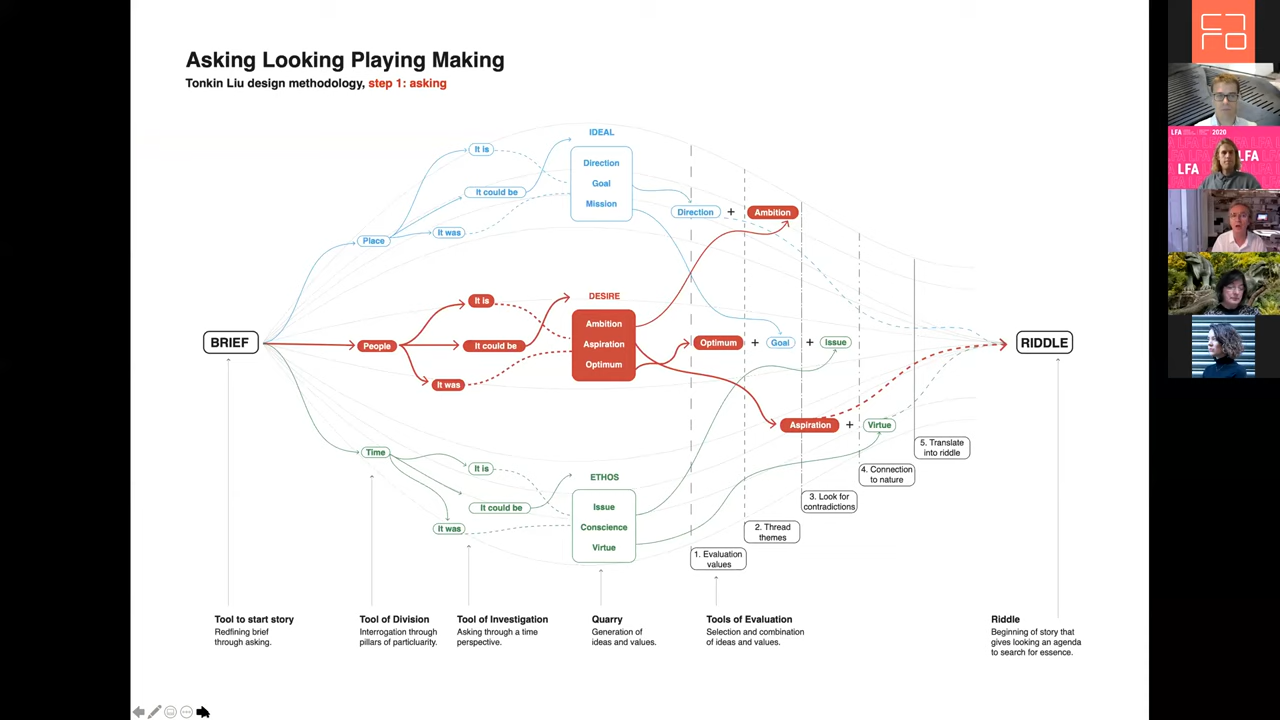 Asking Looking Playing Making
Tonkin Liu design methodology, step 1: asking
IDEAL
It is
Direction
Goal
Mission
It could be
It was
Place
Direction + Ambition
DESIRE
It is
Ambition
Aspiration
Optimum
BRIEF
People
It could be
It was
Optimum + Goal + Issue
RIDDLE
Aspiration + Virtue
5. Translate
into riddle
Time
It is
4. Connection
to nature
ETHOS
3. Look for
contradictions
Issue
Conscience
Virtue
It could be
It was
2. Thread
themes
1. Evaluation
values
Tool to start story
Redfining brief
through asking.
Tool of Division
Interrogation through
pillars of particluarity.
Tool of Investigation
Asking through a time
perspective.
Quarry
Generation of
ideas and values.
Tools of Evaluation
Selection and combination
of ideas and values.
Riddle
Beginning of story that
gives looking an agenda
to search for essence.
LFA
2020
LFA
LFA